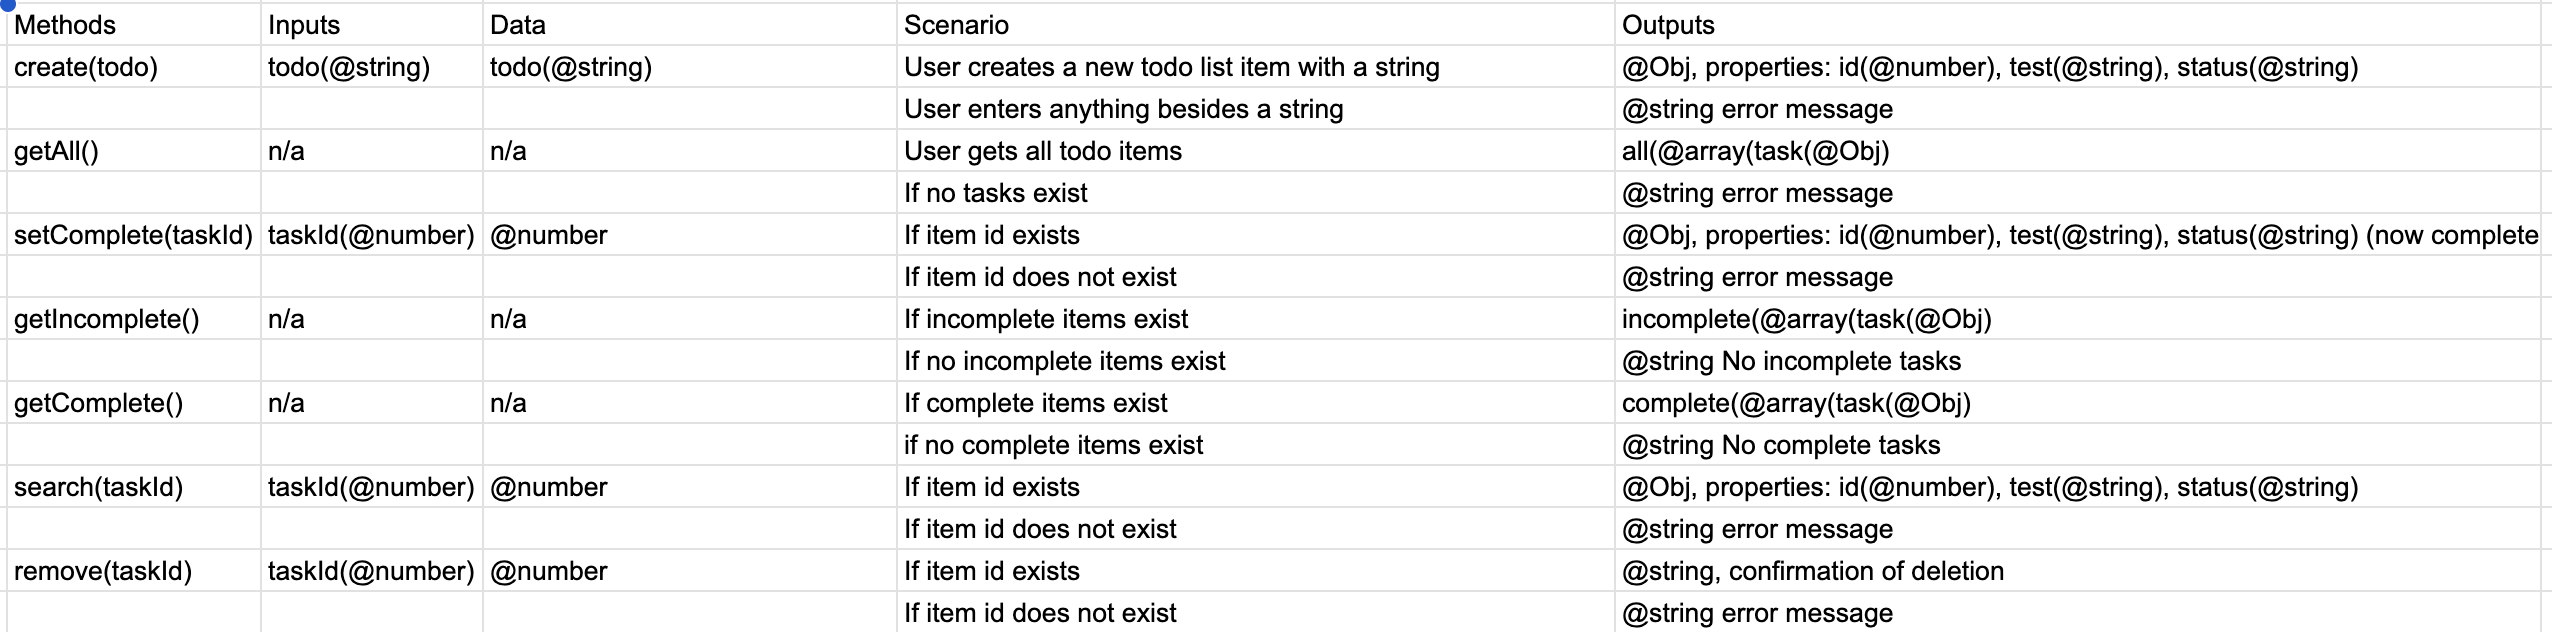 Methods Inputs Data Scenario Outputs
create(todo) todo(@string) todo(@string) User creates a new todo list item with a string @Obj, properties: id(@number), test(@string), status(@string)
User enters anything besides a string @string error message
getAll() n/a n/a User gets all todo items all(@array(task(@Obj)
If no tasks exist @string error message
setComplete(taskId) taskId(@number) @number If item id exists @Obj, properties: id(@number), test(@string), status(@string) (now complete
If item id does not exist @string error message
getIncomplete() n/a n/a If incomplete items exist incomplete(@array(task(@Obj)
If no incomplete items exist @string No incomplete tasks
getComplete() n/a n/a If complete items exist complete(@array(task(@Obj)
if no complete items exist @string No complete tasks
search(taskId) taskId(@number) @number If item id exists @Obj, properties: id(@number), test(@string), status(@string)
If item id does not exist @string error message
remove(taskId) taskId(@number) @number If item id exists @string, confirmation of deletion
If item id does not exist @string error message